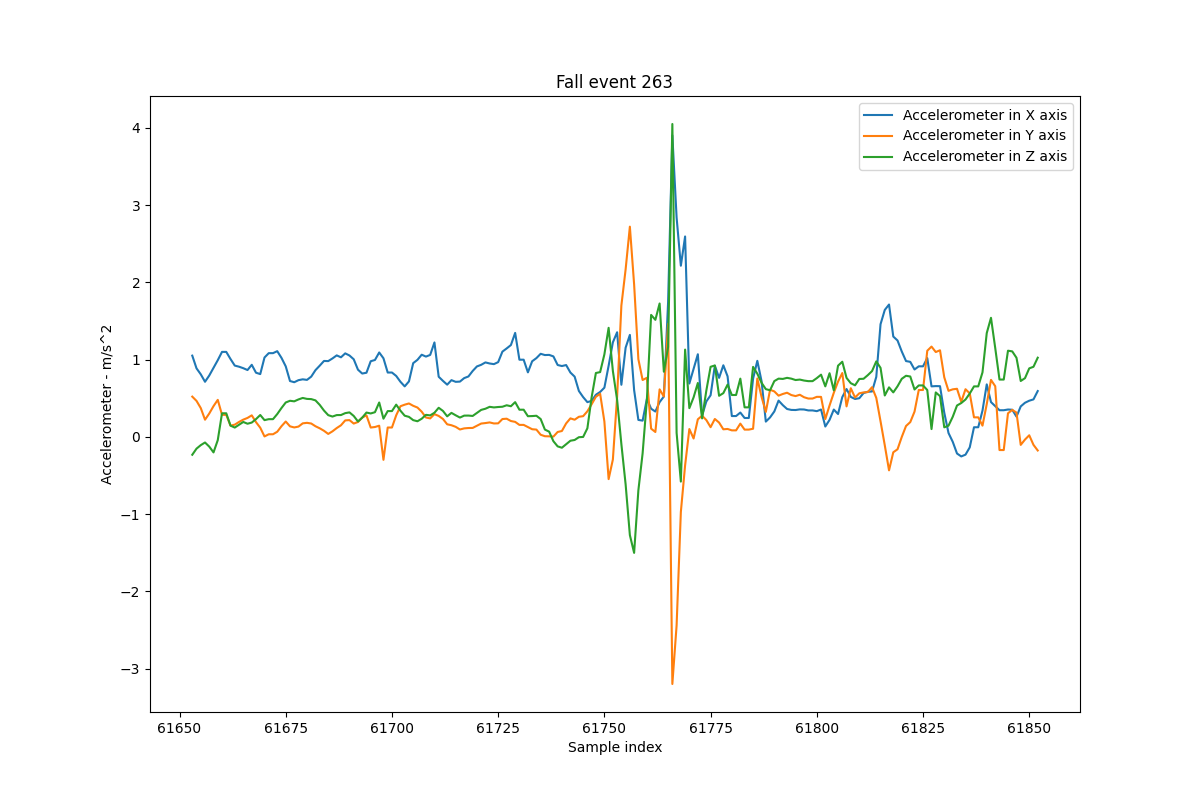 Fall event 263
Accelerometer in X axis
Accelerometer in Y axis
Accelerometer in Z axis
Accelerometer - m/s^2
4
3
2
1
0
−1
−2
−3
61650 61675 61700 61725 61750 61775 61800 61825 61850
Sample index